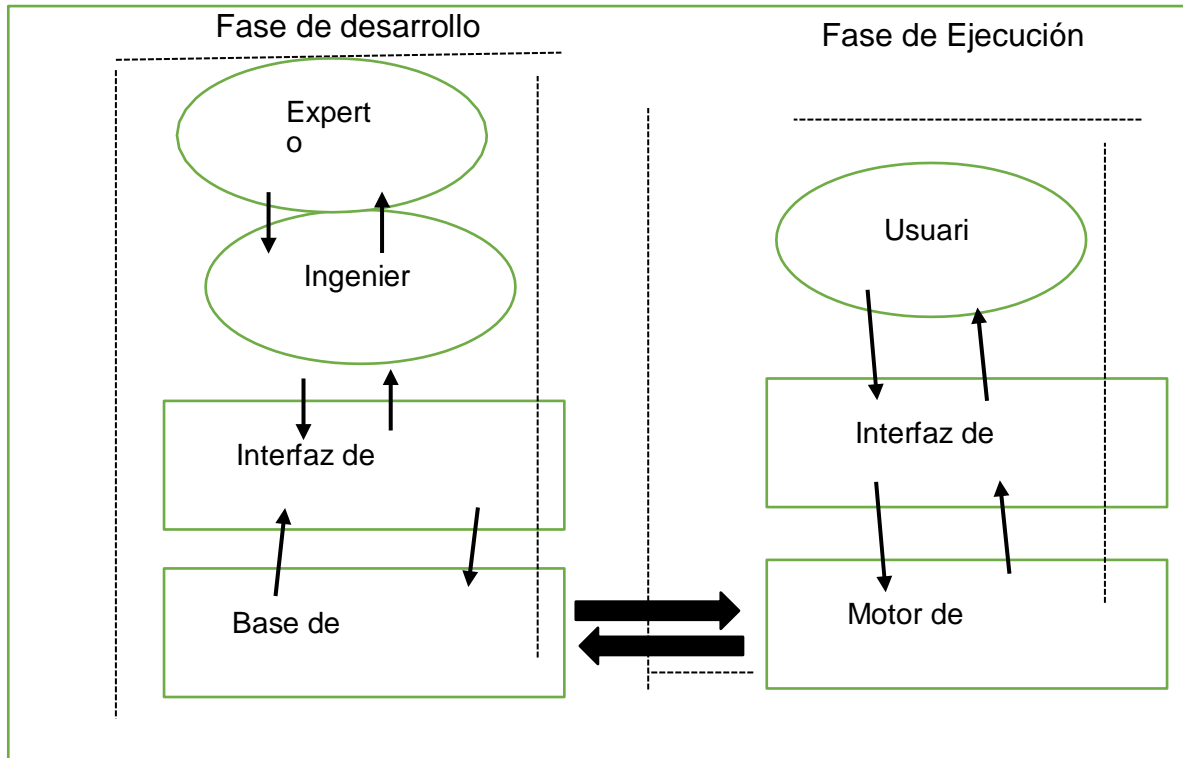 Fase de desarrollo
Expert
o
Ingenier
Interfaz de
Base de
Fase de Ejecución
Usuari
Interfaz de
Motor de